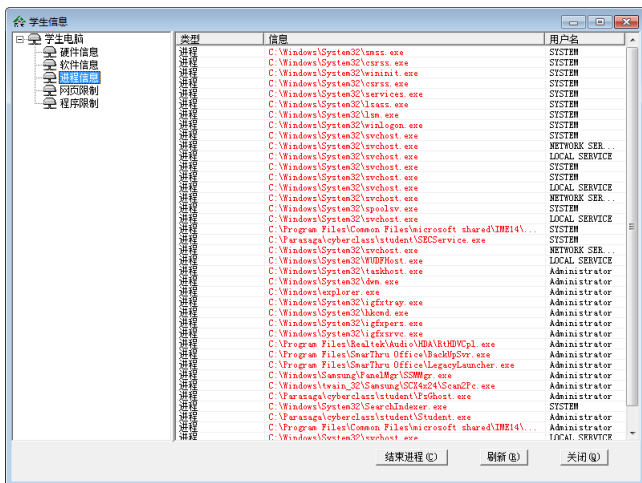 学生信息
学生电脑
硬件信息
软件信息
进程信息
网页限制
程序限制
类型 信息 用户名
进程 C:\Windows\System32\smss.exe SYSTEM
进程 C:\Windows\System32\csrss.exe SYSTEM
进程 C:\Windows\System32\wininit.exe SYSTEM
进程 C:\Windows\System32\csrss.exe SYSTEM
进程 C:\Windows\System32\services.exe SYSTEM
进程 C:\Windows\System32\lsass.exe SYSTEM
进程 C:\Windows\System32\lsm.exe SYSTEM
进程 C:\Windows\System32\winlogon.exe SYSTEM
进程 C:\Windows\System32\svchost.exe SYSTEM
进程 C:\Windows\System32\svchost.exe NETWORK SER...
进程 C:\Windows\System32\svchost.exe LOCAL SERVICE
进程 C:\Windows\System32\svchost.exe SYSTEM
进程 C:\Windows\System32\svchost.exe SYSTEM
进程 C:\Windows\System32\svchost.exe LOCAL SERVICE
进程 C:\Windows\System32\svchost.exe NETWORK SER...
进程 C:\Windows\System32\spoolsv.exe SYSTEM
进程 C:\Windows\System32\svchost.exe LOCAL SERVICE
进程 C:\Program Files\Common Files\microsoft shared\IME14\... SYSTEM
进程 C:\Parasaga\cyberclass\student\SECService.exe SYSTEM
进程 C:\Windows\System32\svchost.exe NETWORK SER...
进程 C:\Windows\System32\WUDFHost.exe LOCAL SERVICE
进程 C:\Windows\System32\taskhost.exe Administrator
进程 C:\Windows\System32\dwm.exe Administrator
进程 C:\Windows\explorer.exe Administrator
进程 C:\Windows\System32\igfxtray.exe Administrator
进程 C:\Windows\System32\hkcmd.exe Administrator
进程 C:\Windows\System32\igfxpers.exe Administrator
进程 C:\Windows\System32\igfxsrvc.exe Administrator
进程 C:\Program Files\Realtek\Audio\HDA\RtHDVCpl.exe Administrator
进程 C:\Program Files\SmarThru Office\BackUpSvr.exe Administrator
进程 C:\Program Files\SmarThru Office\LegacyLauncher.exe Administrator
进程 C:\Windows\Samsung\PanelMgr\SSMMgr.exe Administrator
进程 C:\Windows\twain_32\Samsung\SCX4x24\Scan2Pc.exe Administrator
进程 C:\Parasaga\cyberclass\student\PsGhost.exe Administrator
进程 C:\Windows\System32\SearchIndexer.exe SYSTEM
进程 C:\Parasaga\cyberclass\student\Student.exe Administrator
进程 C:\Program Files\Common Files\microsoft shared\IME14\... Administrator
进程 C:\Windows\System32\svchost.exe LOCAL SERVICE
结束进程(C) 刷新(R) 关闭(Q)